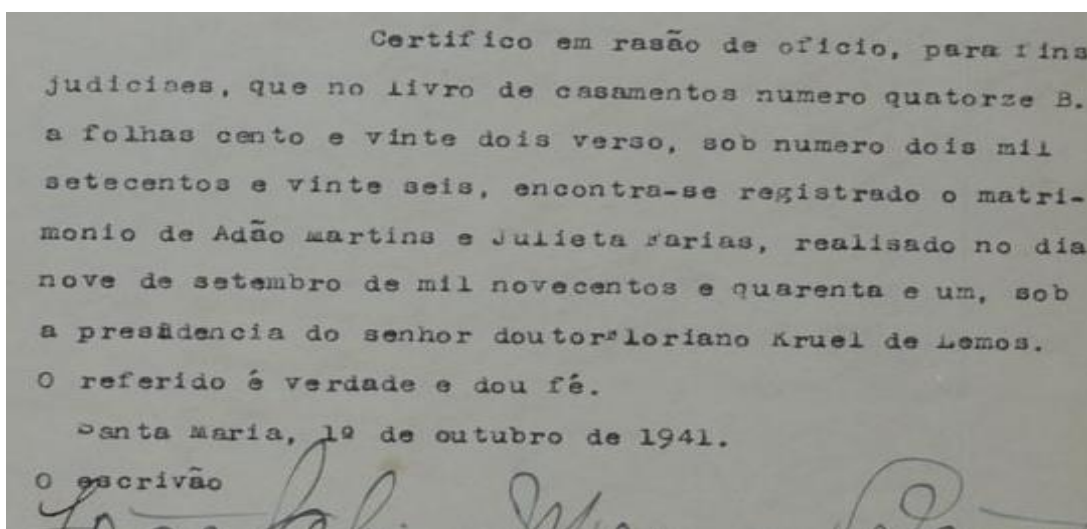 Certifico em rasão de oficio, para fins
judiciaes, que no livro de casamentos numero quatorze B.
a folhas cento e vinte dois verso, sob numero dois mil
setecentos e vinte seis, encontra-se registrado o matri-
monio de Adão Martins e Julieta Farias, realisado no dia
nove de setembro de mil novecentos e quarenta e um, sob
a presidencia do senhor doutor Floriano Kruel de Lemos.
O referido é verdade e dou fé.
Santa Maria, 1º de outubro de 1941.
O escrivão